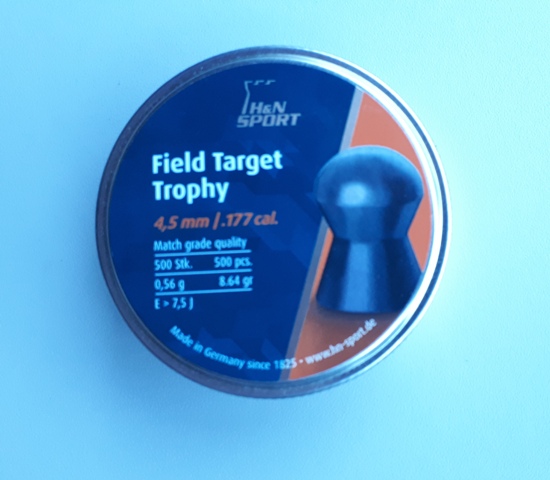 H&N
SPORT
Field Target
Trophy
4,5 mm / .177 cal.
Match grade quality
500 Stk. 500 pcs.
0,56 g 8.64 gr
E > 7,5 J
Made in Germany since 1825 • www.hn-sport.de